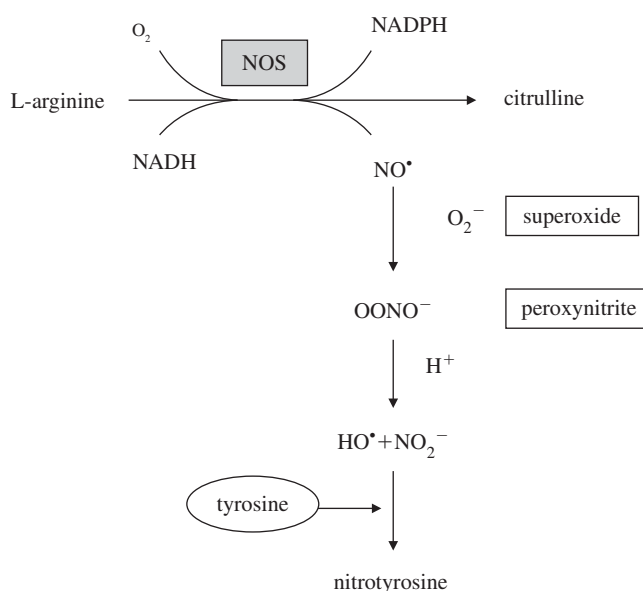 O₂
NOS
NADPH
L-arginine
citrulline
NADH
NO•
O₂⁻
superoxide
OONO⁻
peroxynitrite
H⁺
HO•+NO₂⁻
tyrosine
nitrotyrosine